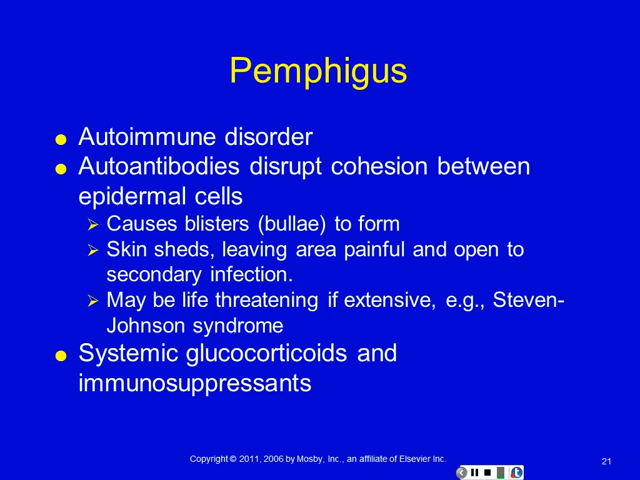 Pemphigus
Autoimmune disorder
Autoantibodies disrupt cohesion between
epidermal cells
Causes blisters (bullae) to form
Skin sheds, leaving area painful and open to
secondary infection.
May be life threatening if extensive, e.g., Steven-
Johnson syndrome
Systemic glucocorticoids and
immunosuppressants
Copyright © 2011, 2006 by Mosby, Inc., an affiliate of Elsevier Inc.
21